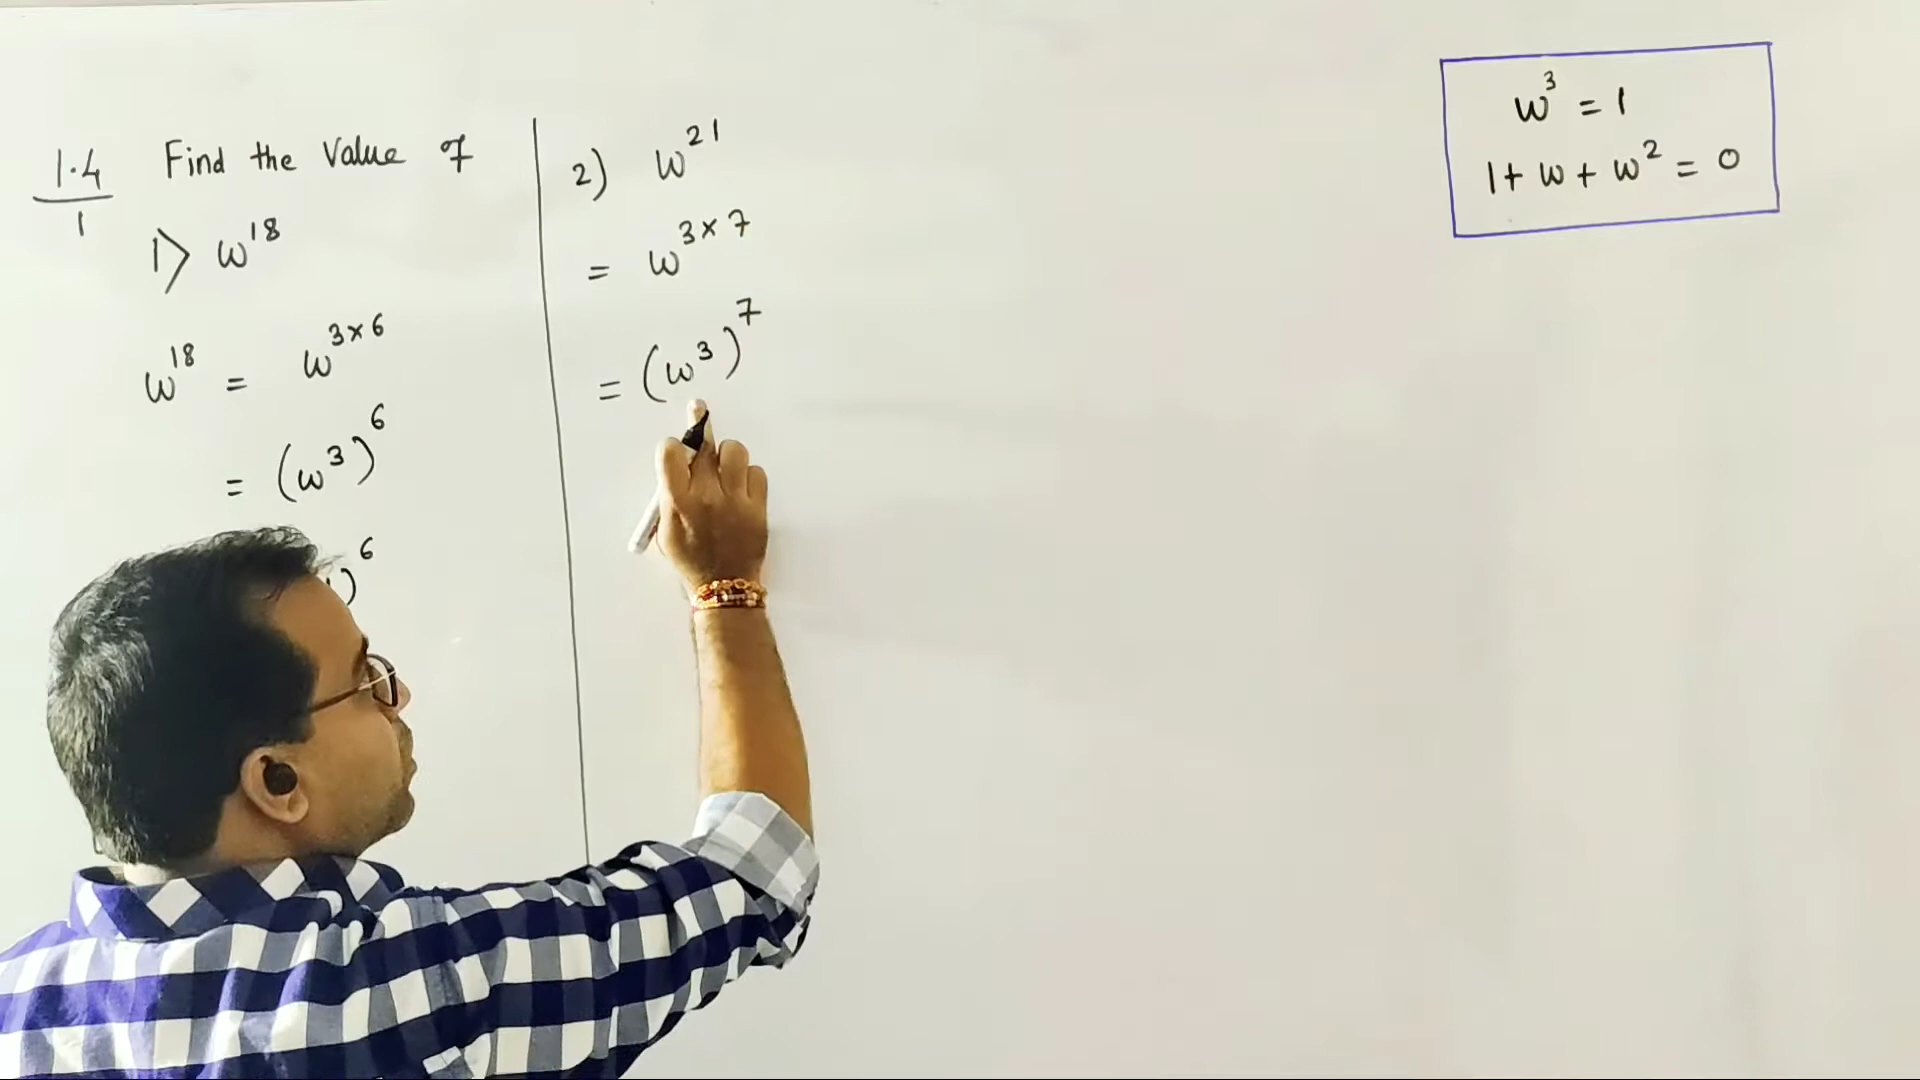 1.4
1
Find the Value of
1> ω¹⁸
ω¹⁸ = ω³ˣ⁶
= (ω³)⁶
)⁶
2) ω²¹
= ω³ˣ⁷
= (ω³)⁷
ω³ = 1
1 + ω + ω² = 0